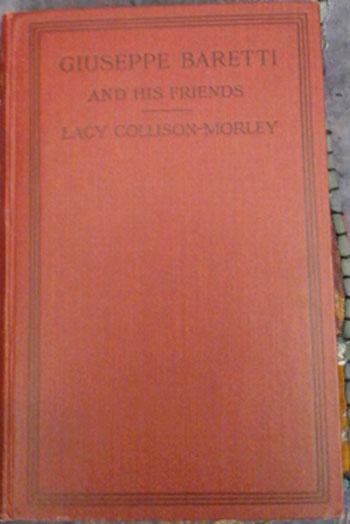 GIUSEPPE BARETTI
AND HIS FRIENDS
LACY COLLISON-MORLEY